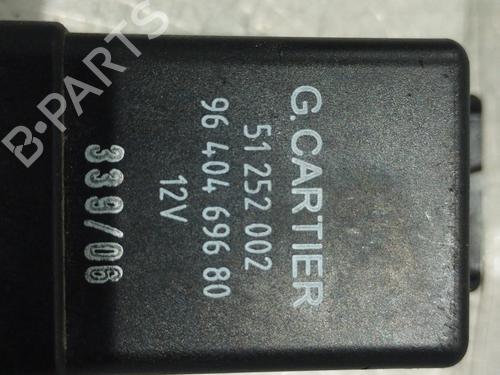 G.CARTIER
51 252 002
96 404 696 80
12V
339/06
B-PARTS